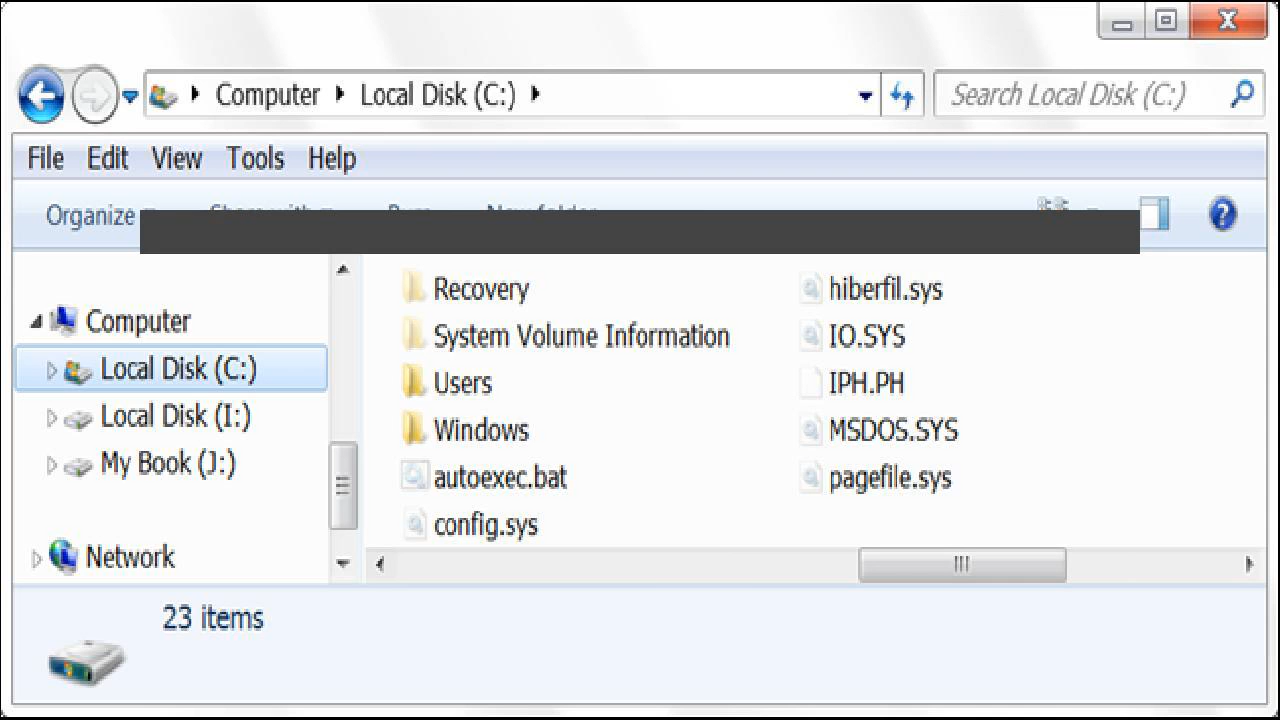 Computer Local Disk (C:) Search Local Disk (C:)
File Edit View Tools Help
Organize
Computer
Local Disk (C:)
Local Disk (I:)
My Book (J:)
Network
Recovery
System Volume Information
Users
Windows
autoexec.bat
config.sys
hiberfil.sys
IO.SYS
IPH.PH
MSDOS.SYS
pagefile.sys
23 items